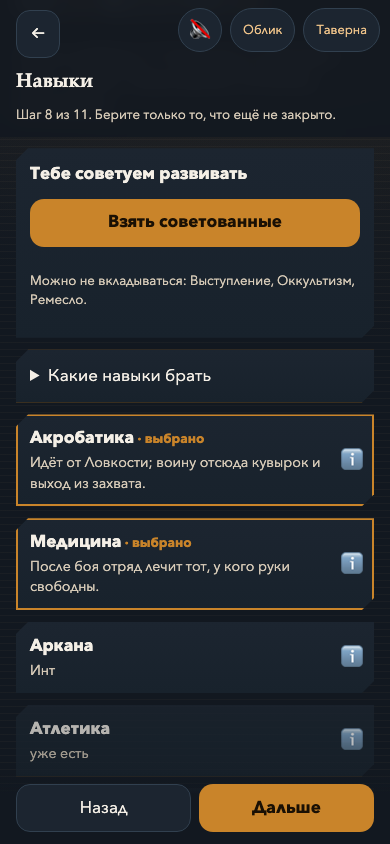 Облик
Таверна
Навыки
Шаг 8 из 11. Берите только то, что ещё не закрыто.
Тебе советуем развивать
Взять советованные
Можно не вкладываться: Выступление, Оккультизм,
Ремесло.
Какие навыки брать
Акробатика · выбрано
Идёт от Ловкости; воину отсюда кувырок и
выход из захвата.
Медицина · выбрано
После боя отряд лечит тот, у кого руки
свободны.
Аркана
Инт
Атлетика
уже есть
Назад
Дальше